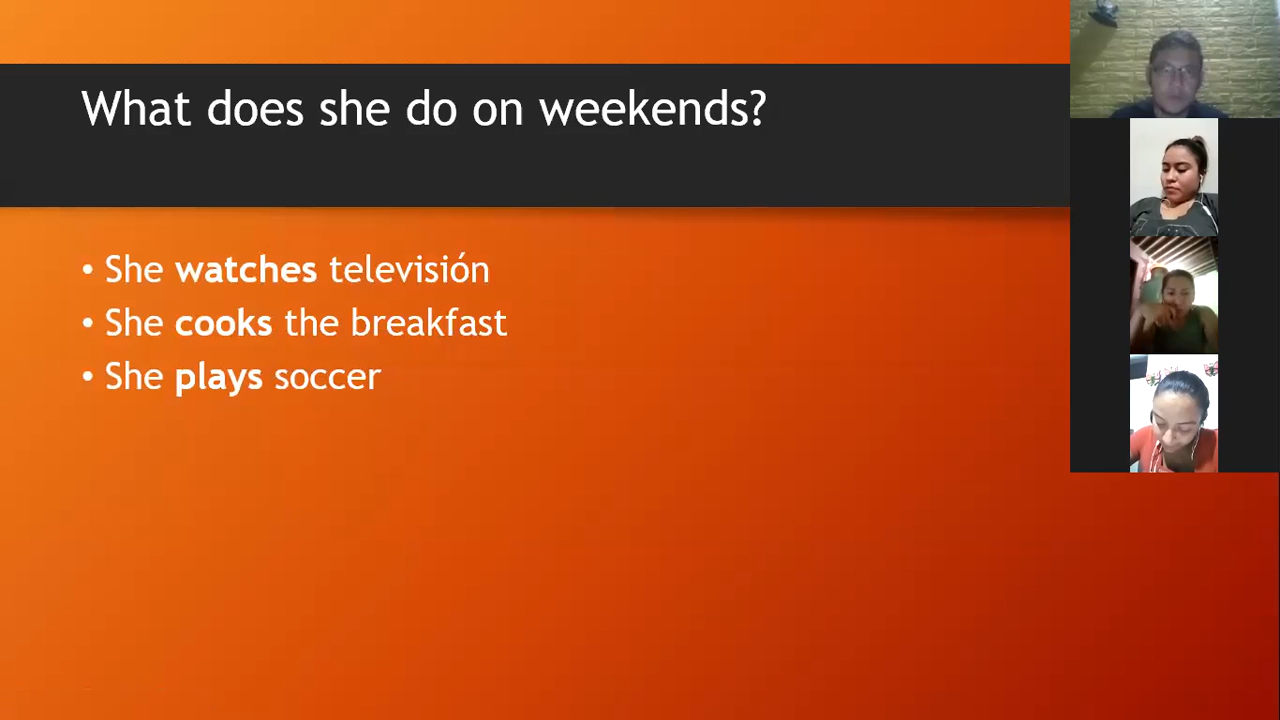 What does she do on weekends?
• She watches televisión
• She cooks the breakfast
• She plays soccer